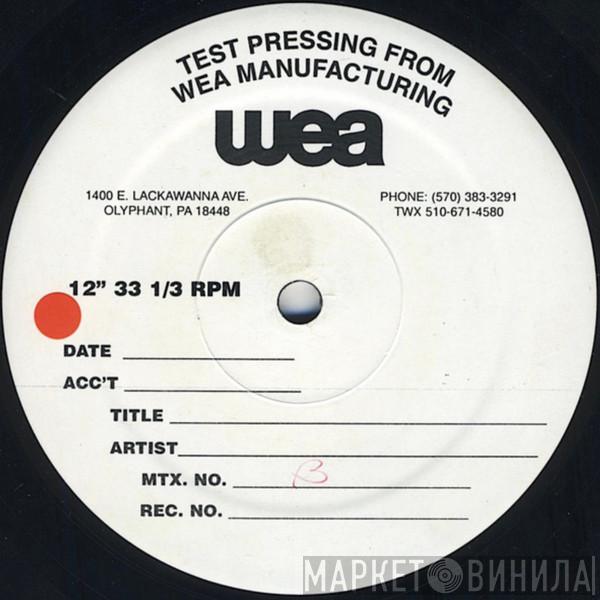 TEST PRESSING FROM
WEA MANUFACTURING
wea
1400 E. LACKAWANNA AVE.
OLYPHANT, PA 18448
PHONE: (570) 383-3291
TWX 510-671-4580
12” 33 1/3 RPM
DATE
ACC'T
TITLE
ARTIST
MTX. NO. B
REC. NO.
МАРКЕТ ВИНИЛА